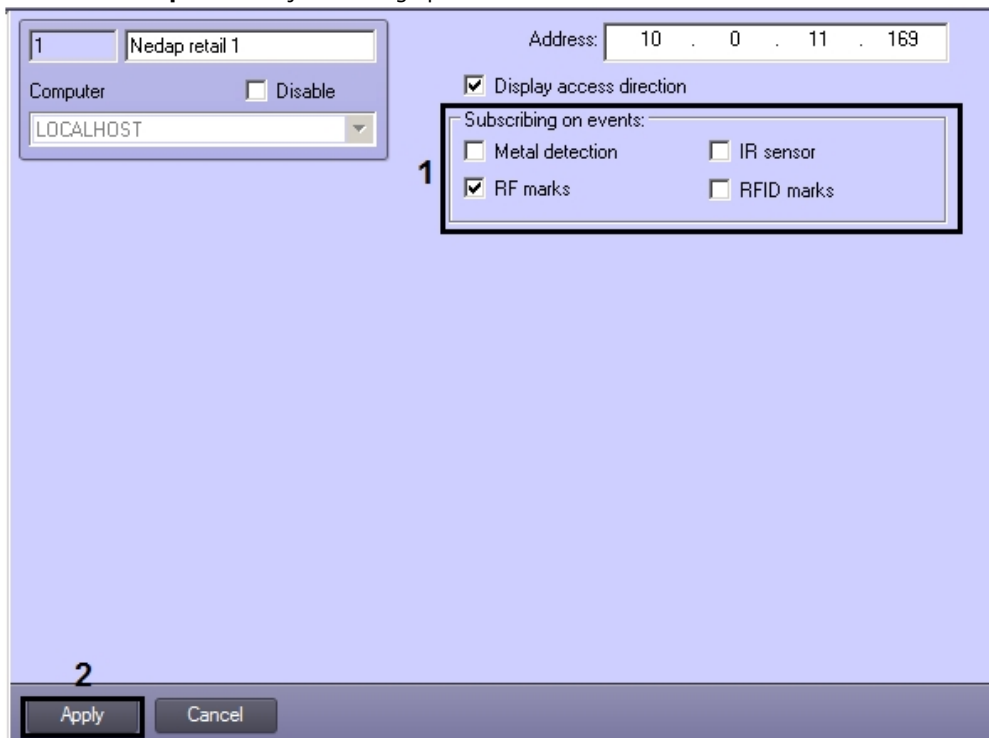 1 Nedap retail 1
Computer Disable
LOCALHOST
Address: 10 . 0 . 11 . 169
Display access direction
Subscribing on events:
1
Metal detection IR sensor
RF marks RFID marks
2
Apply Cancel